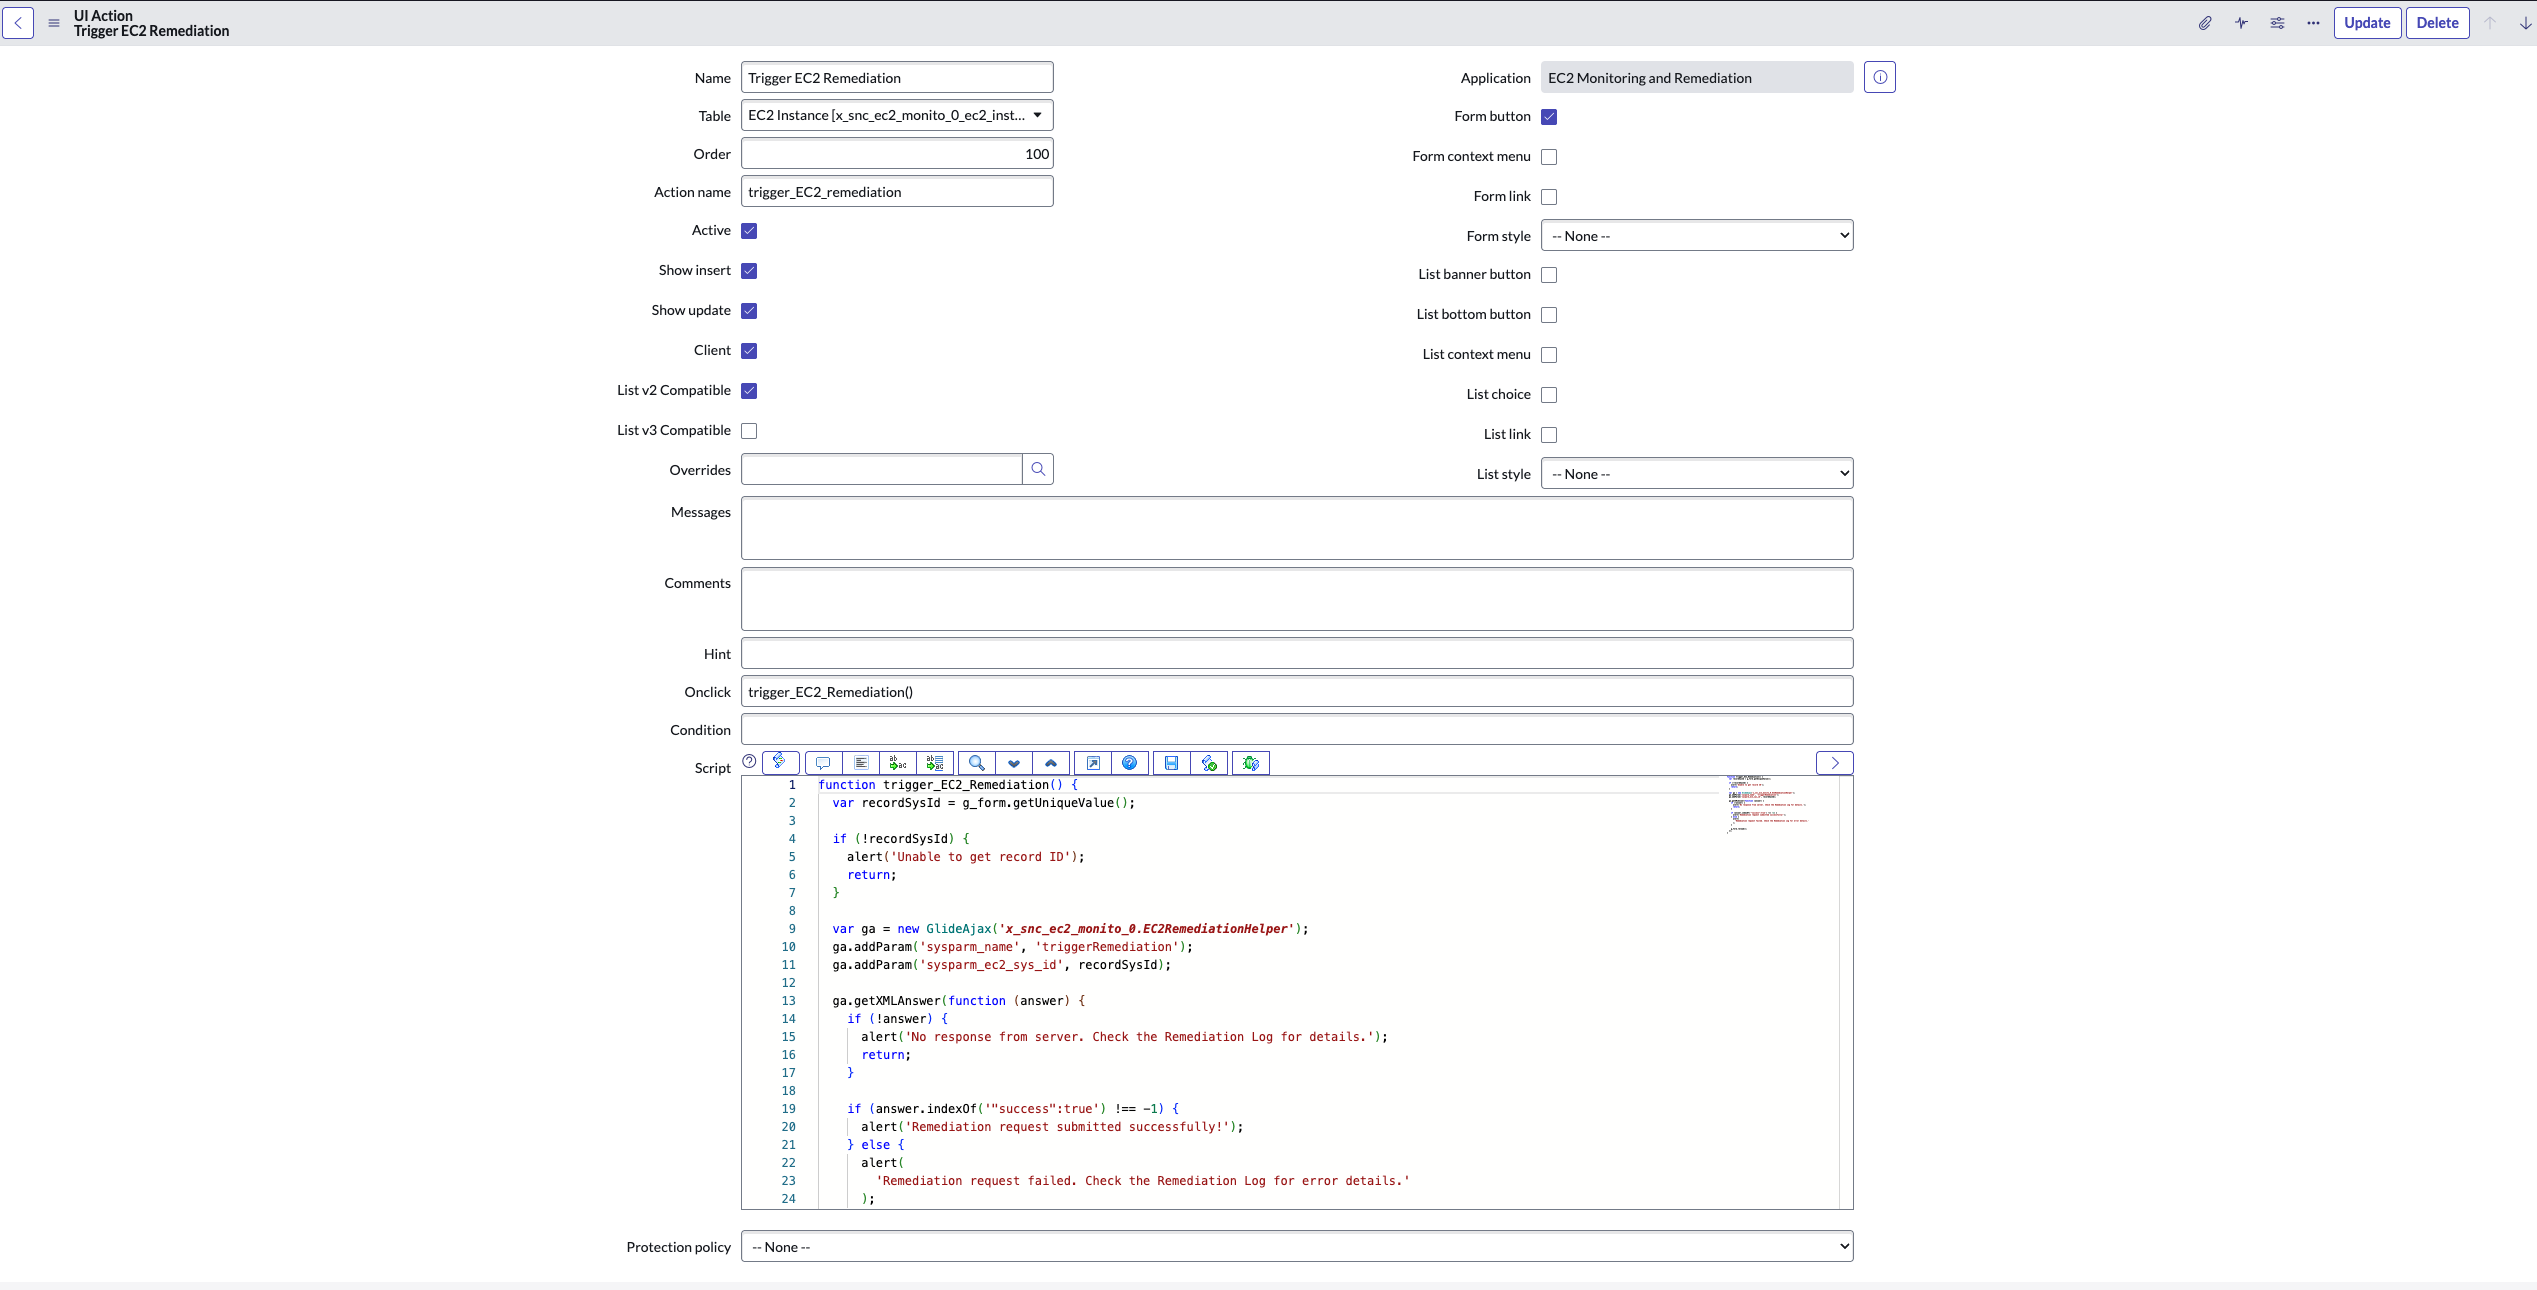 UI Action
Trigger EC2 Remediation
Update
Delete
Name
Trigger EC2 Remediation
Table
EC2 Instance [x_snc_ec2_monito_0_ec2_inst...
Order
100
Action name
trigger_EC2_remediation
Active
Show insert
Show update
Client
List v2 Compatible
List v3 Compatible
Overrides
Application
EC2 Monitoring and Remediation
Form button
Form context menu
Form link
Form style
-- None --
List banner button
List bottom button
List context menu
List choice
List link
List style
-- None --
Messages
Comments
Hint
Onclick
trigger_EC2_Remediation()
Condition
Script
1 function trigger_EC2_Remediation() {
2 var recordSysId = g_form.getUniqueValue();
3
4 if (!recordSysId) {
5 alert('Unable to get record ID');
6 return;
7 }
8
9 var ga = new GlideAjax('x_snc_ec2_monito_0.EC2RemediationHelper');
10 ga.addParam('sysparm_name', 'triggerRemediation');
11 ga.addParam('sysparm_ec2_sys_id', recordSysId);
12
13 ga.getXMLAnswer(function (answer) {
14 if (!answer) {
15 alert('No response from server. Check the Remediation Log for details.');
16 return;
17 }
18
19 if (answer.indexOf('"success":true') !== -1) {
20 alert('Remediation request submitted successfully!');
21 } else {
22 alert(
23 'Remediation request failed. Check the Remediation Log for error details.'
24 );
Protection policy
-- None --